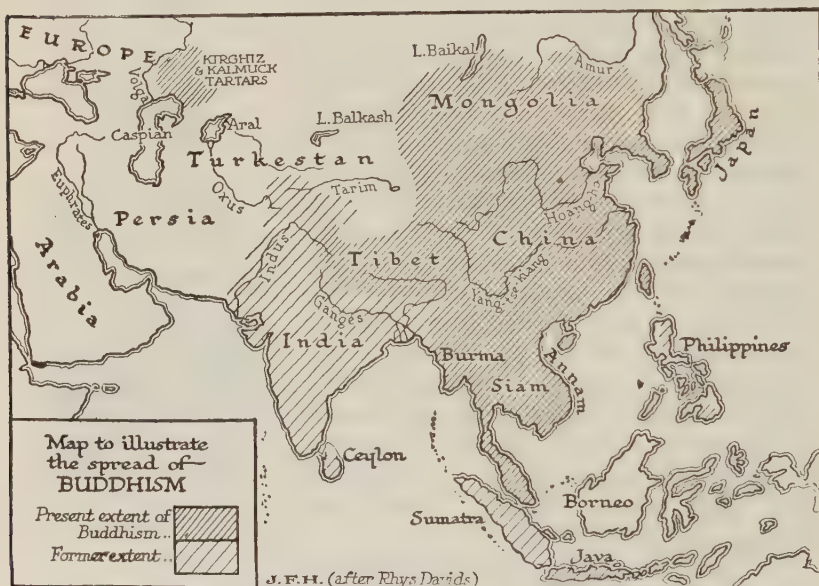 EUROPE
KIRGHIZ
& KALMUCK
TARTARS
Volga
L. Baikal
Amur
Mongolia
L. Balkash
Caspian
Aral
Turkestan
Oxus
Tarim
Japan
Euphrates
Persia
Hoang-ho
China
Arabia
Indus
Tibet
Yang-tse kiang
Ganges
India
Burma
Annam
Philippines
Siam
Map to illustrate
the spread of
BUDDHISM
Present extent of
Buddhism..
Former extent..
Ceylon
Borneo
Sumatra
Java
J.F.H. (after Rhys Davids)